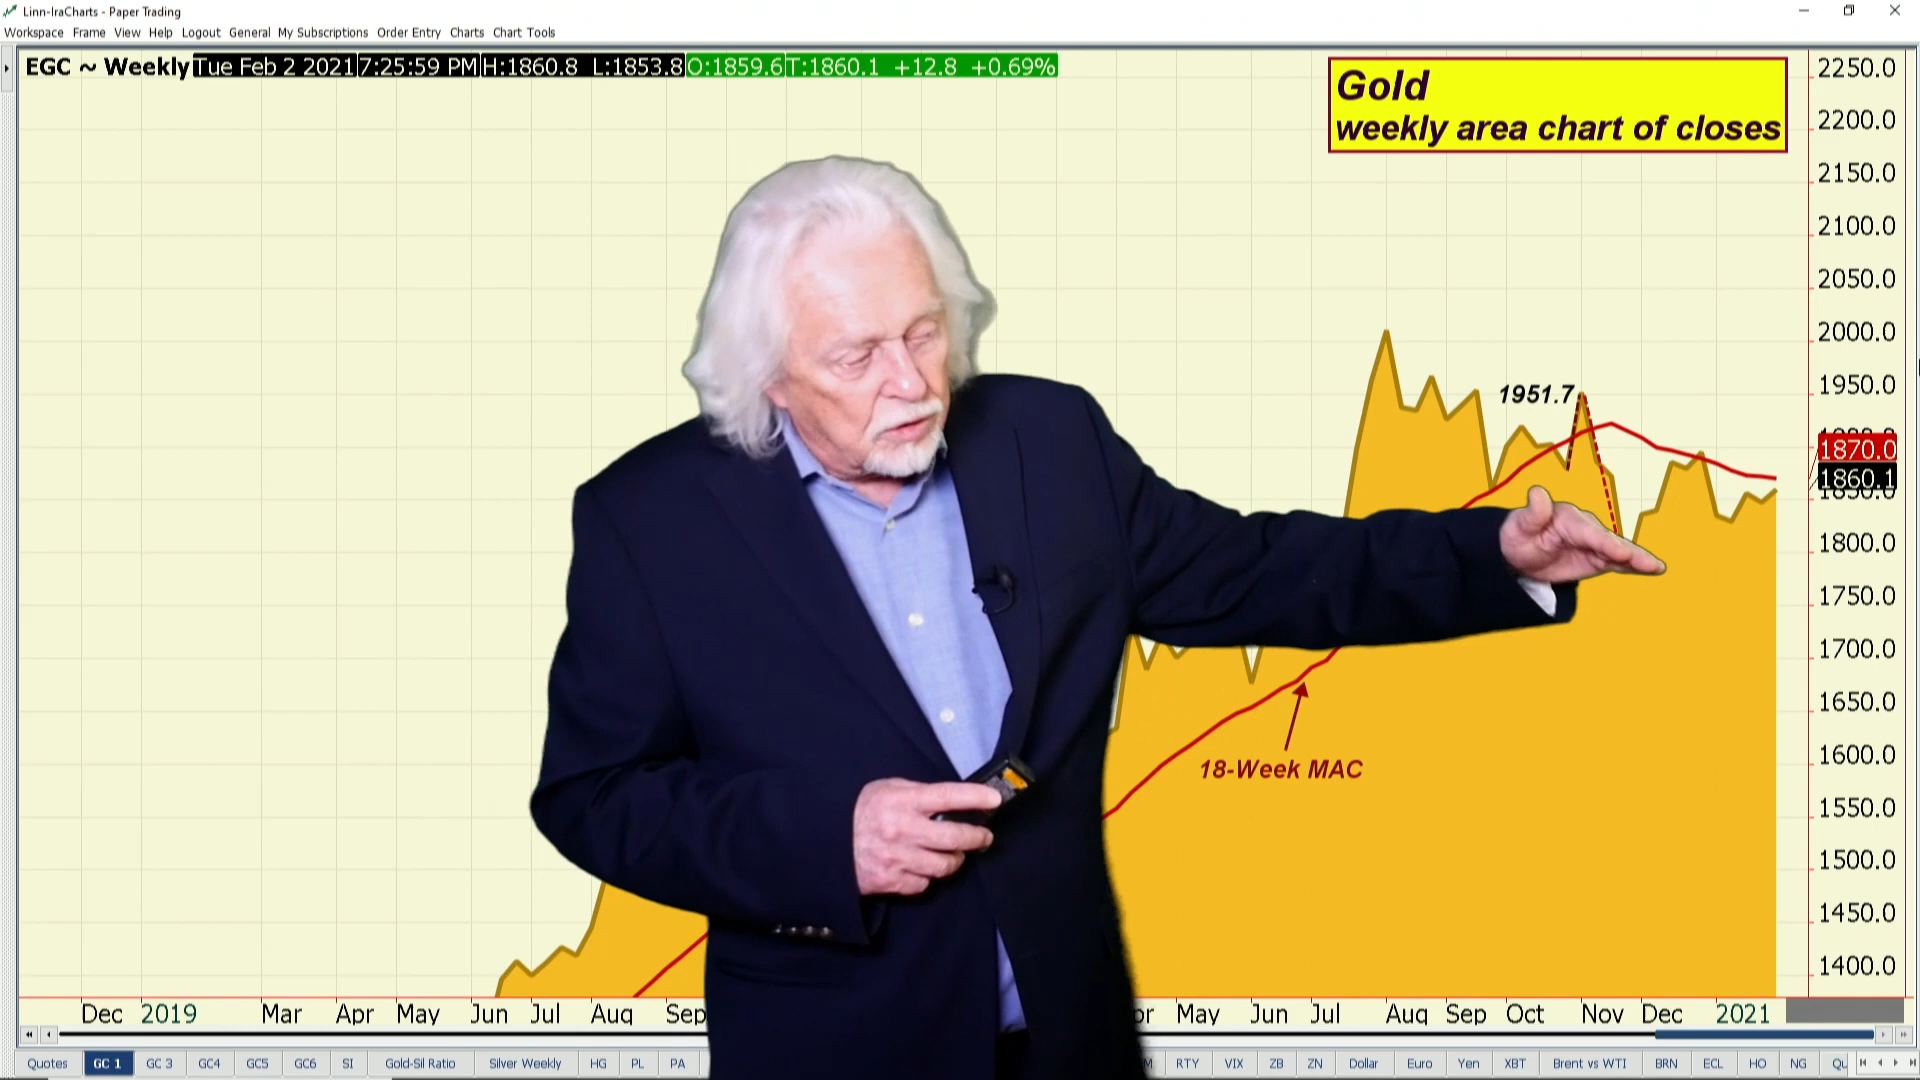 Linn-IraCharts - Paper Trading
Workspace Frame View Help Logout General My Subscriptions Order Entry Charts Chart Tools
EGC ~ Weekly Tue Feb 2 2021 7:25:59 PM H:1860.8 L:1853.8 O:1859.6 T:1860.1 +12.8 +0.69%
Gold
weekly area chart of closes
2250.0
2200.0
2150.0
2100.0
2050.0
2000.0
1950.0
1951.7
1870.0
1860.1
1850.0
1800.0
1750.0
1700.0
1650.0
18-Week MAC
1600.0
1550.0
1500.0
1450.0
1400.0
Dec 2019 Mar Apr May Jun Jul Aug Sep May Jun Jul Aug Sep Oct Nov Dec 2021
Quotes GC 1 GC 3 GC4 GC5 GC6 SI Gold-Sil Ratio Silver Weekly HG PL PA RTY VIX ZB ZN Dollar Euro Yen XBT Brent vs WTI BRN ECL HO NG